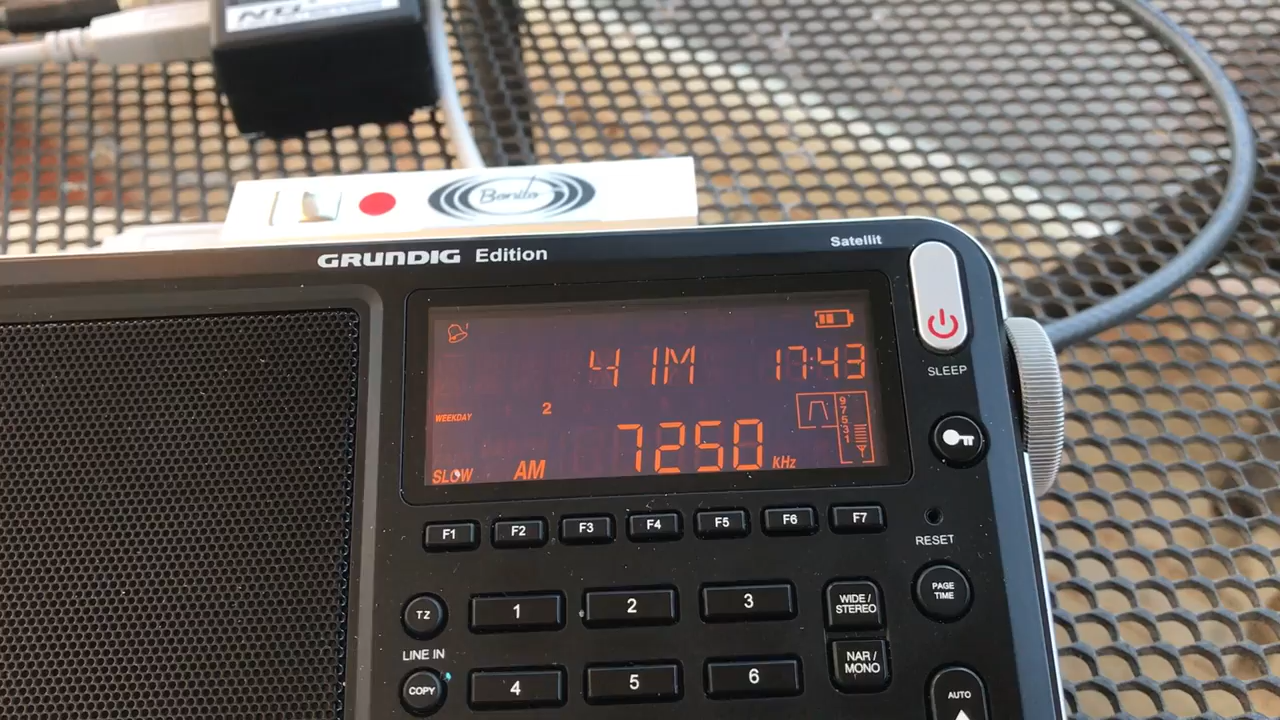 Bonito
GRUNDIG Edition
Satellit
41M 17:43
WEEKDAY
2
9
7
5
3
1
SLOW AM 7250 kHz
SLEEP
F1 F2 F3 F4 F5 F6 F7
RESET
TZ 1 2 3 WIDE / STEREO PAGE TIME
LINE IN
COPY 4 5 6 NAR / MONO AUTO